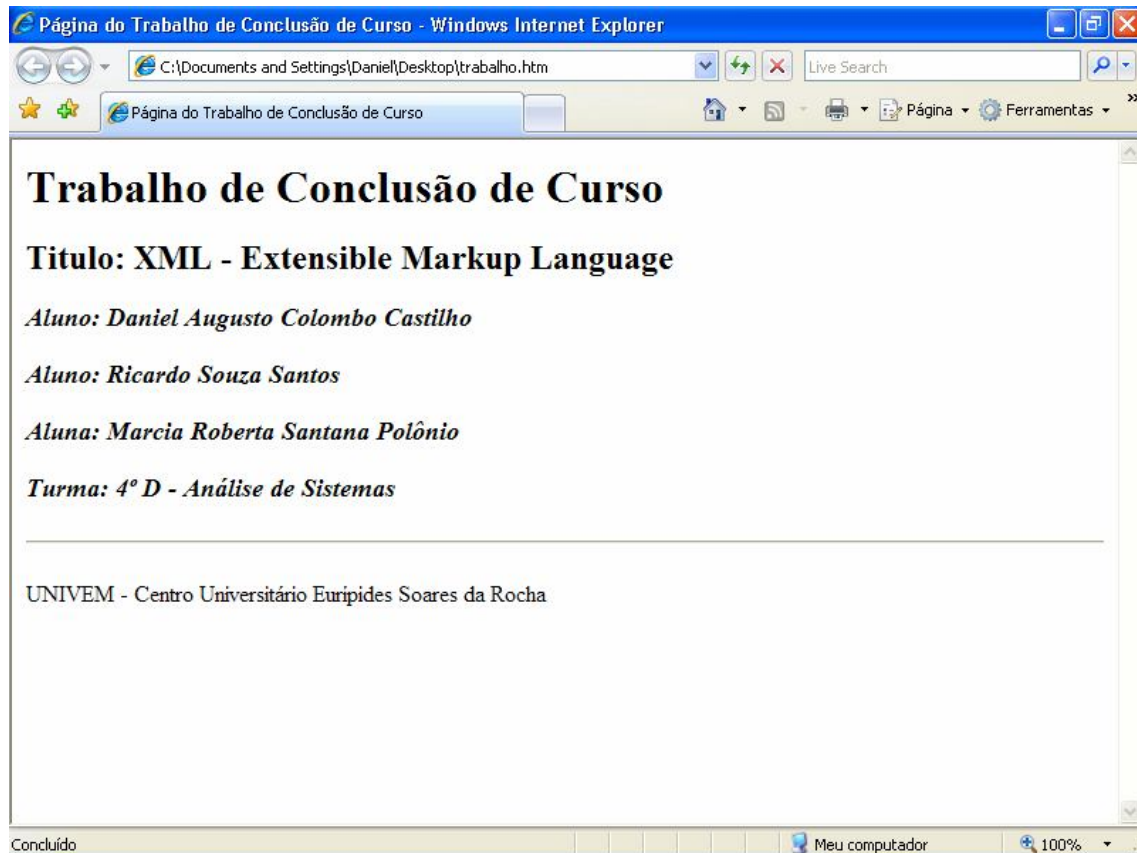 Página do Trabalho de Conclusão de Curso - Windows Internet Explorer
C:\Documents and Settings\Daniel\Desktop\trabalho.htm
Live Search
Página do Trabalho de Conclusão de Curso
Página
Ferramentas
Trabalho de Conclusão de Curso
Titulo: XML - Extensible Markup Language
Aluno: Daniel Augusto Colombo Castilho
Aluno: Ricardo Souza Santos
Aluna: Marcia Roberta Santana Polônio
Turma: 4º D - Análise de Sistemas
UNIVEM - Centro Universitário Eurípides Soares da Rocha
Concluído
Meu computador
100%